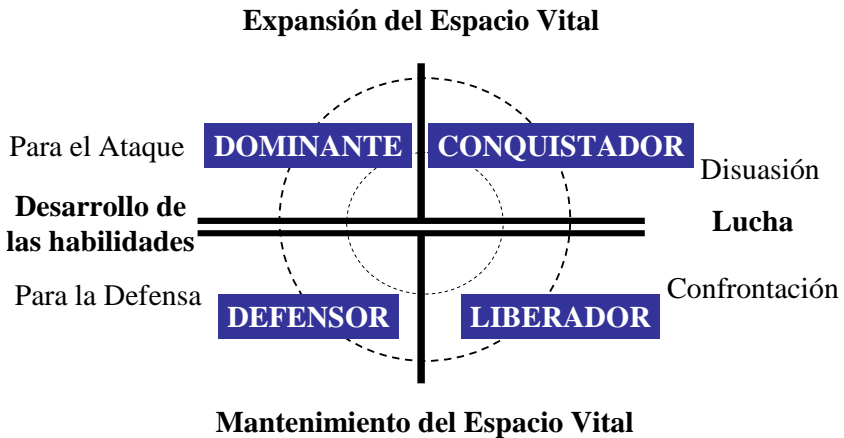 Expansión del Espacio Vital
Para el Ataque
DOMINANTE
CONQUISTADOR
Disuasión
Desarrollo de
las habilidades
Lucha
Para la Defensa
Confrontación
DEFENSOR
LIBERADOR
Mantenimiento del Espacio Vital